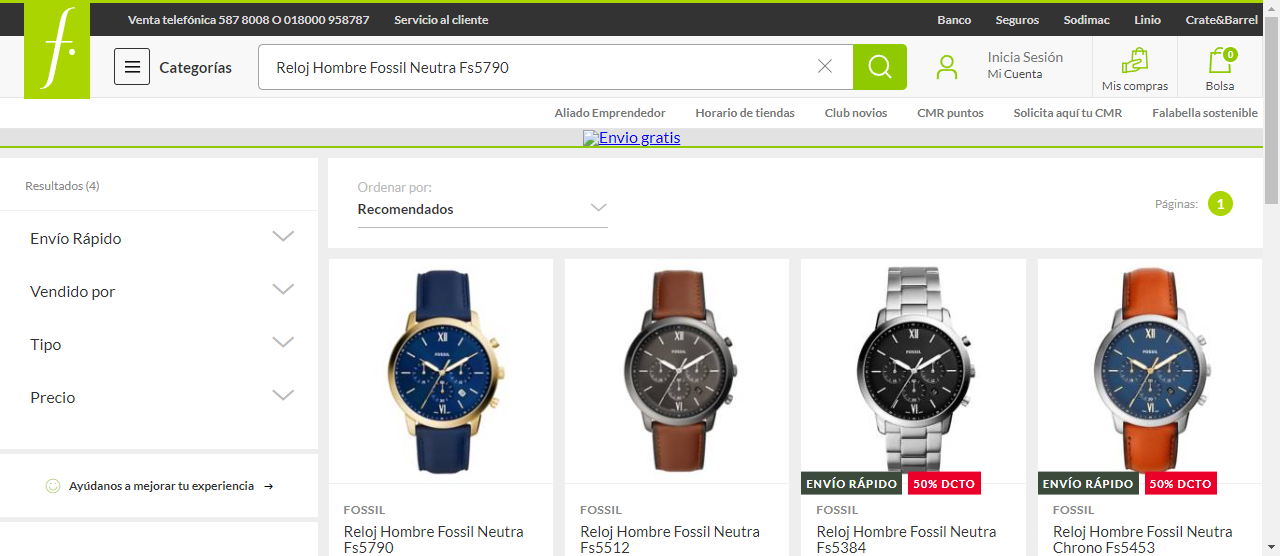 Venta telefónica 587 8008 O 018000 958787
Servicio al cliente
Banco
Seguros
Sodimac
Linio
Crate&Barrel
f.
Categorías
Reloj Hombre Fossil Neutra Fs5790
Inicia Sesión
Mi Cuenta
Mis compras
0
Bolsa
Aliado Emprendedor
Horario de tiendas
Club novios
CMR puntos
Solicita aquí tu CMR
Falabella sostenible
Envio gratis
Resultados (4)
Envío Rápido
Vendido por
Tipo
Precio
Ayúdanos a mejorar tu experiencia →
Ordenar por:
Recomendados
Páginas:
1
FOSSIL
FOSSIL
FOSSIL
FOSSIL
ENVÍO RÁPIDO
50% DCTO
ENVÍO RÁPIDO
50% DCTO
FOSSIL
Reloj Hombre Fossil Neutra
Fs5790
FOSSIL
Reloj Hombre Fossil Neutra
Fs5512
FOSSIL
Reloj Hombre Fossil Neutra
Fs5384
FOSSIL
Reloj Hombre Fossil Neutra
Chrono Fs5453